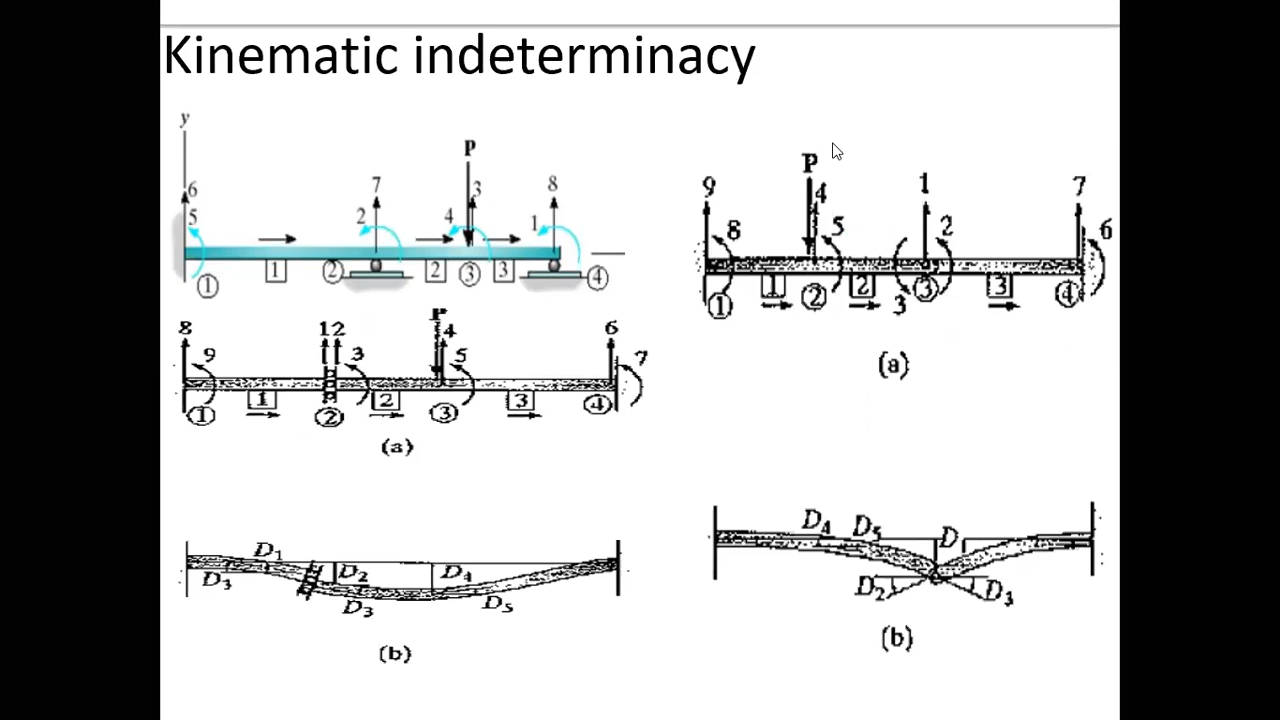 Kinematic indeterminacy
y
P
6 7 3 8
5 2 4 1
1 2 2 3 3
1 4
P
8 12 4 6
9 3 5 7
1 2 3
1 2 3 4
(a)
D1
D2 D4
D3
D3 D5
(b)
P
9 4 1 7
8 5 2 6
1 2 3
1 2 3 3 4
(a)
D4 D5 D
D2 D3
(b)